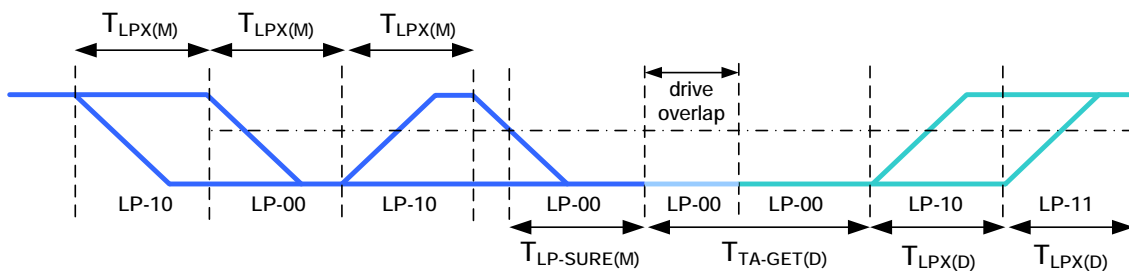 TLPX(M) TLPX(M) TLPX(M)
drive
overlap
LP-10 LP-00 LP-10 LP-00 LP-00 LP-00 LP-10 LP-11
TLP-SURE(M) TTA-GET(D) TLPX(D) TLPX(D)